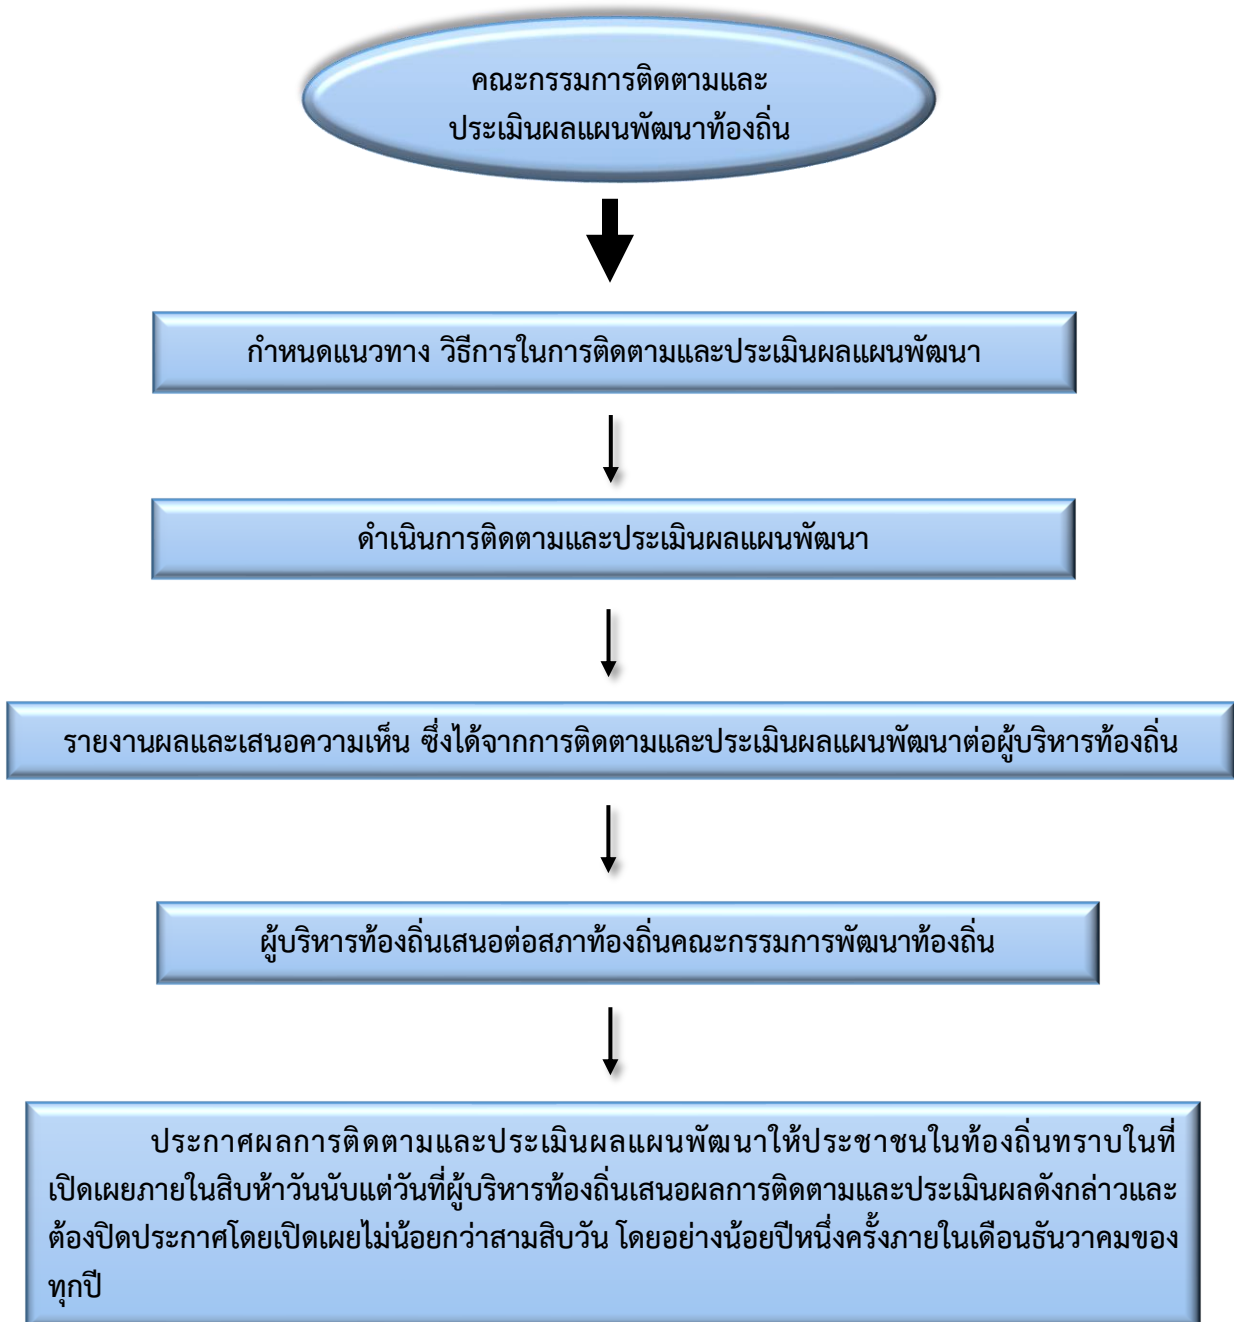 คณะกรรมการติดตามและ
ประเมินผลแผนพัฒนาท้องถิ่น
กำหนดแนวทาง วิธีการในการติดตามและประเมินผลแผนพัฒนา
ดำเนินการติดตามและประเมินผลแผนพัฒนา
รายงานผลและเสนอความเห็น ซึ่งได้จากการติดตามและประเมินผลแผนพัฒนาต่อผู้บริหารท้องถิ่น
ผู้บริหารท้องถิ่นเสนอต่อสภาท้องถิ่นคณะกรรมการพัฒนาท้องถิ่น
ประกาศผลการติดตามและประเมินผลแผนพัฒนาให้ประชาชนในท้องถิ่นทราบในที่
เปิดเผยภายในสิบห้าวันนับแต่วันที่ผู้บริหารท้องถิ่นเสนอผลการติดตามและประเมินผลดังกล่าวและ
ต้องปิดประกาศโดยเปิดเผยไม่น้อยกว่าสามสิบวัน โดยอย่างน้อยปีหนึ่งครั้งภายในเดือนธันวาคมของ
ทุกปี